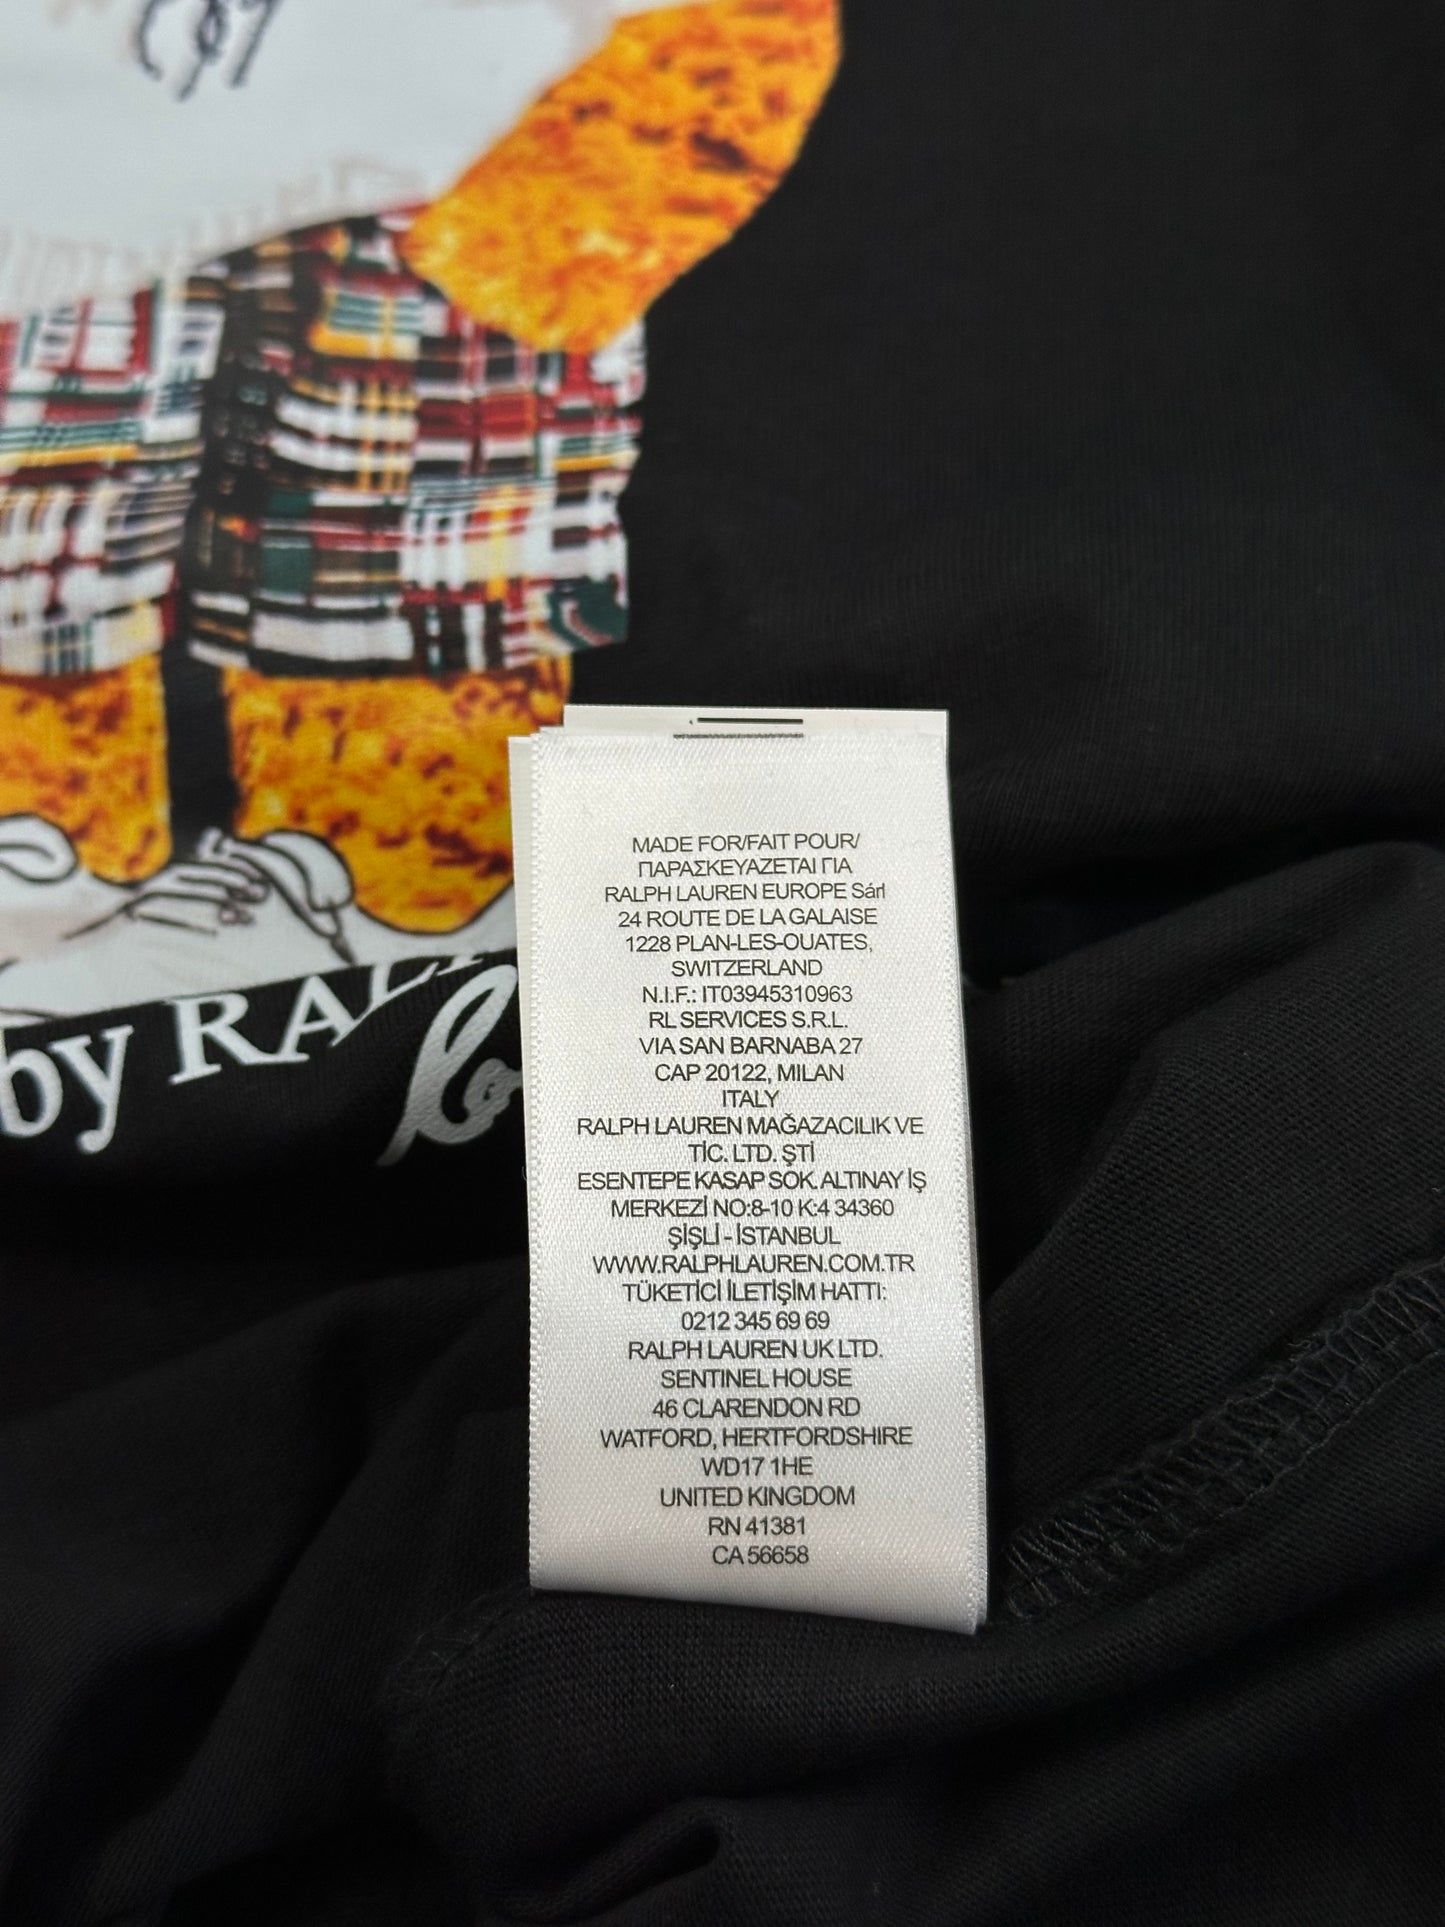 by RAL
MADE FOR/FAIT POUR/
ΠΑΡΑΣΚΕΥΑΖΕΤΑΙ ΓΙΑ
RALPH LAUREN EUROPE Sárl
24 ROUTE DE LA GALAISE
1228 PLAN-LES-OUATES,
SWITZERLAND
N.I.F.: IT03945310963
RL SERVICES S.R.L.
VIA SAN BARNABA 27
CAP 20122, MILAN
ITALY
RALPH LAUREN MAĞAZACILIK VE
TİC. LTD. ŞTİ
ESENTEPE KASAP SOK. ALTINAY İŞ
MERKEZİ NO:8-10 K:4 34360
ŞİŞLİ - İSTANBUL
WWW.RALPHLAUREN.COM.TR
TÜKETİCİ İLETİŞİM HATTI:
0212 345 69 69
RALPH LAUREN UK LTD.
SENTINEL HOUSE
46 CLARENDON RD
WATFORD, HERTFORDSHIRE
WD17 1HE
UNITED KINGDOM
RN 41381
CA 56658